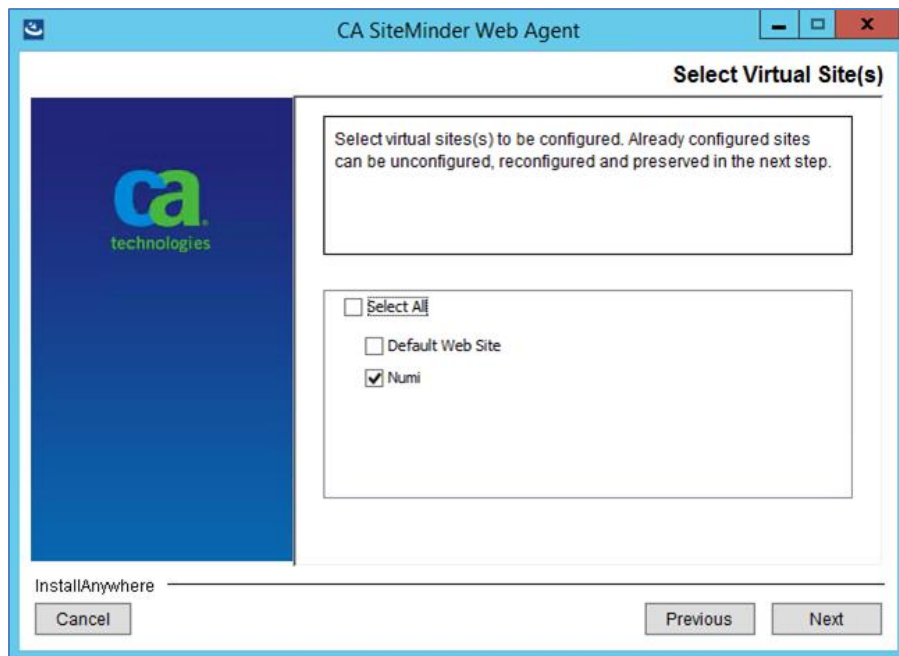 CA SiteMinder Web Agent
Select Virtual Site(s)
ca
technologies
Select virtual sites(s) to be configured. Already configured sites
can be unconfigured, reconfigured and preserved in the next step.
Select All
Default Web Site
Numi
InstallAnywhere
Cancel
Previous
Next